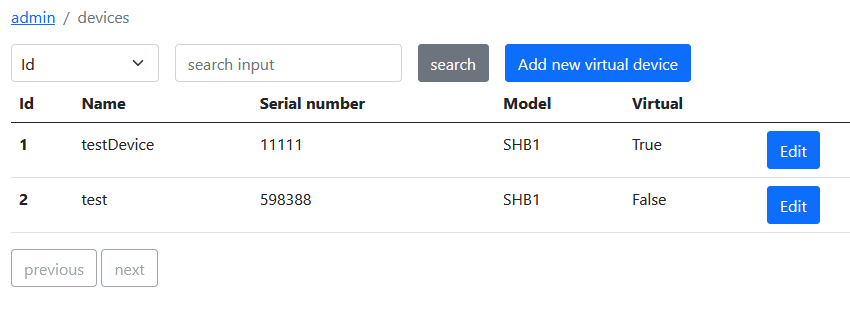 admin / devices
Id search input search Add new virtual device
Id Name Serial number Model Virtual
1 testDevice 11111 SHB1 True Edit
2 test 598388 SHB1 False Edit
previous next